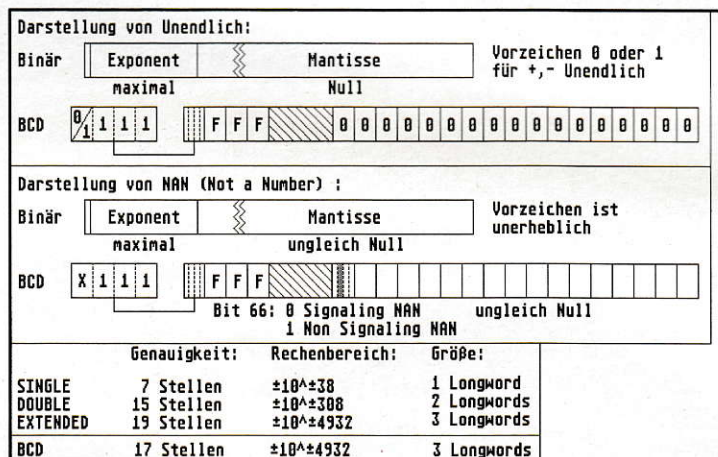 Darstellung von Unendlich:
Binär Exponent Mantisse Vorzeichen 0 oder 1
für +,- Unendlich
maximal Null
BCD 0/1 1 1 1 F F F 0 0 0 0 0 0 0 0 0 0 0 0 0 0 0 0 0
Darstellung von NAN (Not a Number) :
Binär Exponent Mantisse Vorzeichen ist
unerheblich
maximal ungleich Null
BCD X 1 1 1 F F F
Bit 66: 0 Signaling NAN ungleich Null
1 Non Signaling NAN
Genauigkeit: Rechenbereich: Größe:
SINGLE 7 Stellen ±10^±38 1 Longword
DOUBLE 15 Stellen ±10^±308 2 Longwords
EXTENDED 19 Stellen ±10^±4932 3 Longwords
BCD 17 Stellen ±10^±4932 3 Longwords